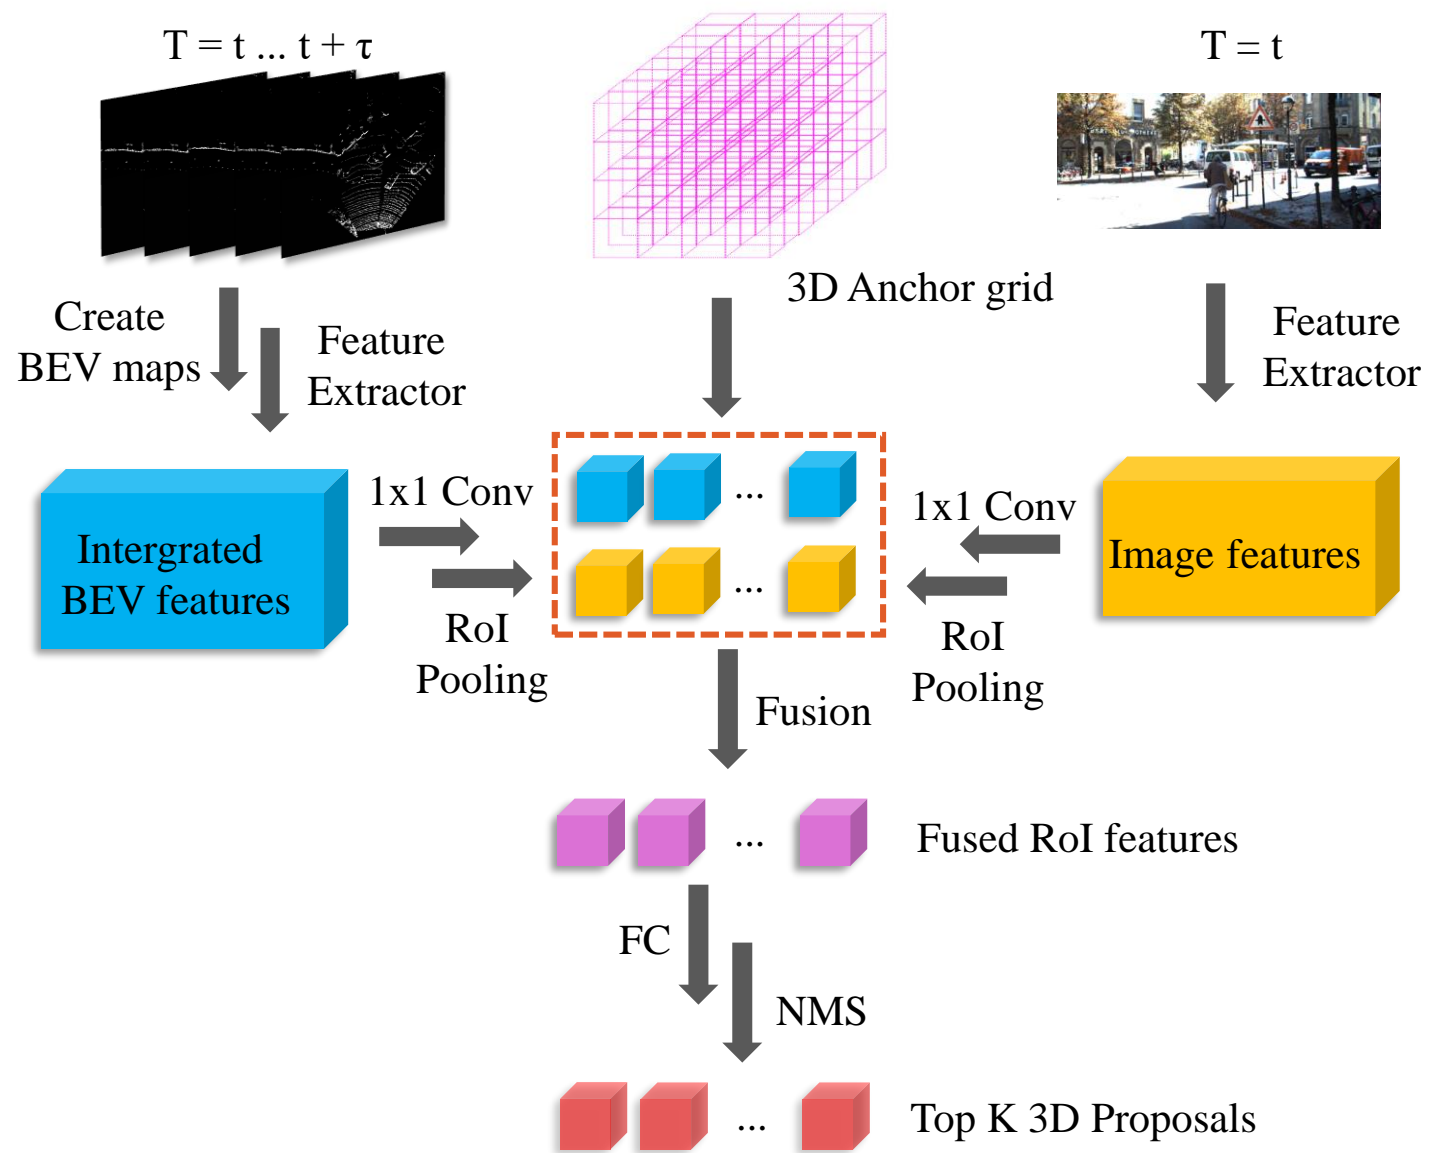 T = t ... t + τ
T = t
3D Anchor grid
Create
BEV maps
Feature
Extractor
Feature
Extractor
1x1 Conv
...
1x1 Conv
Intergrated
BEV features
Image features
...
RoI
Pooling
RoI
Pooling
Fusion
...
Fused RoI features
FC
NMS
...
Top K 3D Proposals